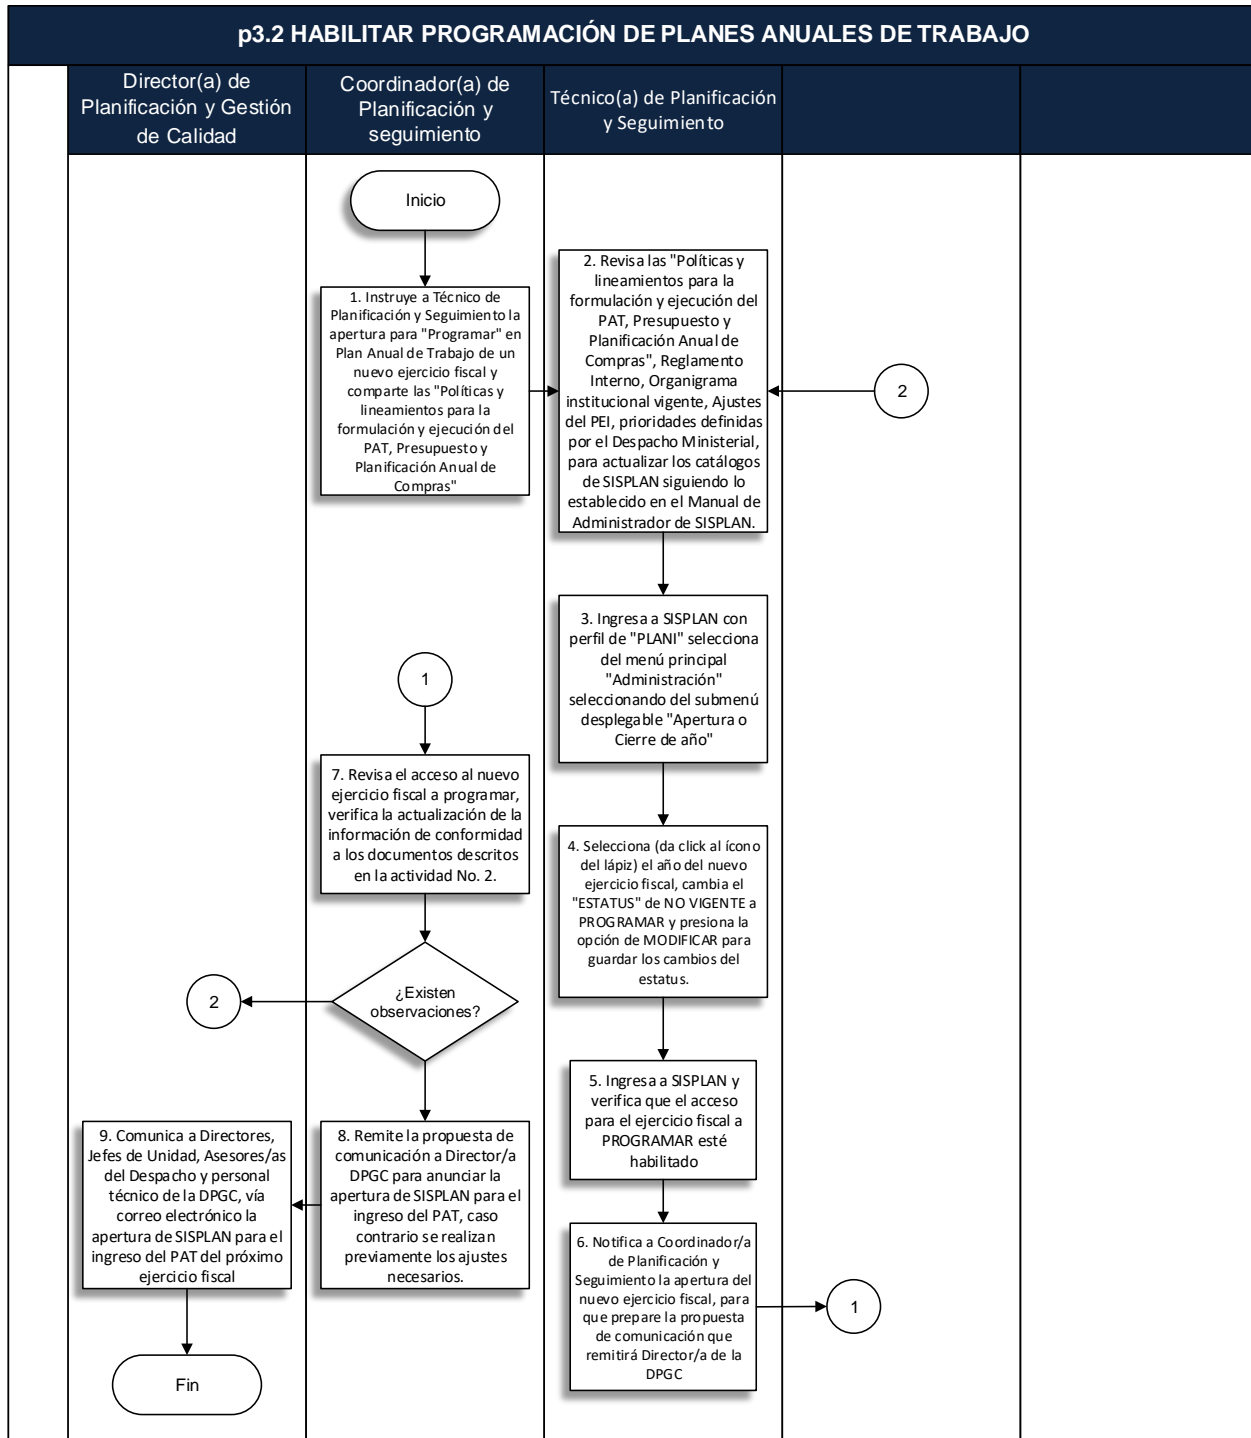 p3.2 HABILITAR PROGRAMACIÓN DE PLANES ANUALES DE TRABAJO
Director(a) de
Planificación y Gestión
de Calidad
Coordinador(a) de
Planificación y
seguimiento
Técnico(a) de Planificación
y Seguimiento
Inicio
1. Instruye a Técnico de
Planificación y Seguimiento la
apertura para "Programar" en
Plan Anual de Trabajo de un
nuevo ejercicio fiscal y
comparte las "Políticas y
lineamientos para la
formulación y ejecución del
PAT, Presupuesto y
Planificación Anual de
Compras"
2. Revisa las "Políticas y
lineamientos para la
formulación y ejecución del
PAT, Presupuesto y
Planificación Anual de
Compras", Reglamento
Interno, Organigrama
institucional vigente, Ajustes
del PEI, prioridades definidas
por el Despacho Ministerial,
para actualizar los catálogos
de SISPLAN siguiendo lo
establecido en el Manual de
Administrador de SISPLAN.
2
3. Ingresa a SISPLAN con
perfil de "PLANI" selecciona
del menú principal
"Administración"
seleccionando del submenú
desplegable "Apertura o
Cierre de año"
1
7. Revisa el acceso al nuevo
ejercicio fiscal a programar,
verifica la actualización de la
información de conformidad
a los documentos descritos
en la actividad No. 2.
4. Selecciona (da click al ícono
del lápiz) el año del nuevo
ejercicio fiscal, cambia el
"ESTATUS" de NO VIGENTE a
PROGRAMAR y presiona la
opción de MODIFICAR para
guardar los cambios del
estatus.
2
¿Existen
observaciones?
5. Ingresa a SISPLAN y
verifica que el acceso
para el ejercicio fiscal a
PROGRAMAR esté
habilitado
9. Comunica a Directores,
Jefes de Unidad, Asesores/as
del Despacho y personal
técnico de la DPGC, vía
correo electrónico la
apertura de SISPLAN para el
ingreso del PAT del próximo
ejercicio fiscal
8. Remite la propuesta de
comunicación a Director/a
DPGC para anunciar la
apertura de SISPLAN para el
ingreso del PAT, caso
contrario se realizan
previamente los ajustes
necesarios.
6. Notifica a Coordinador/a
de Planificación y
Seguimiento la apertura del
nuevo ejercicio fiscal, para
que prepare la propuesta
de comunicación que
remitirá Director/a de la
DPGC
1
Fin